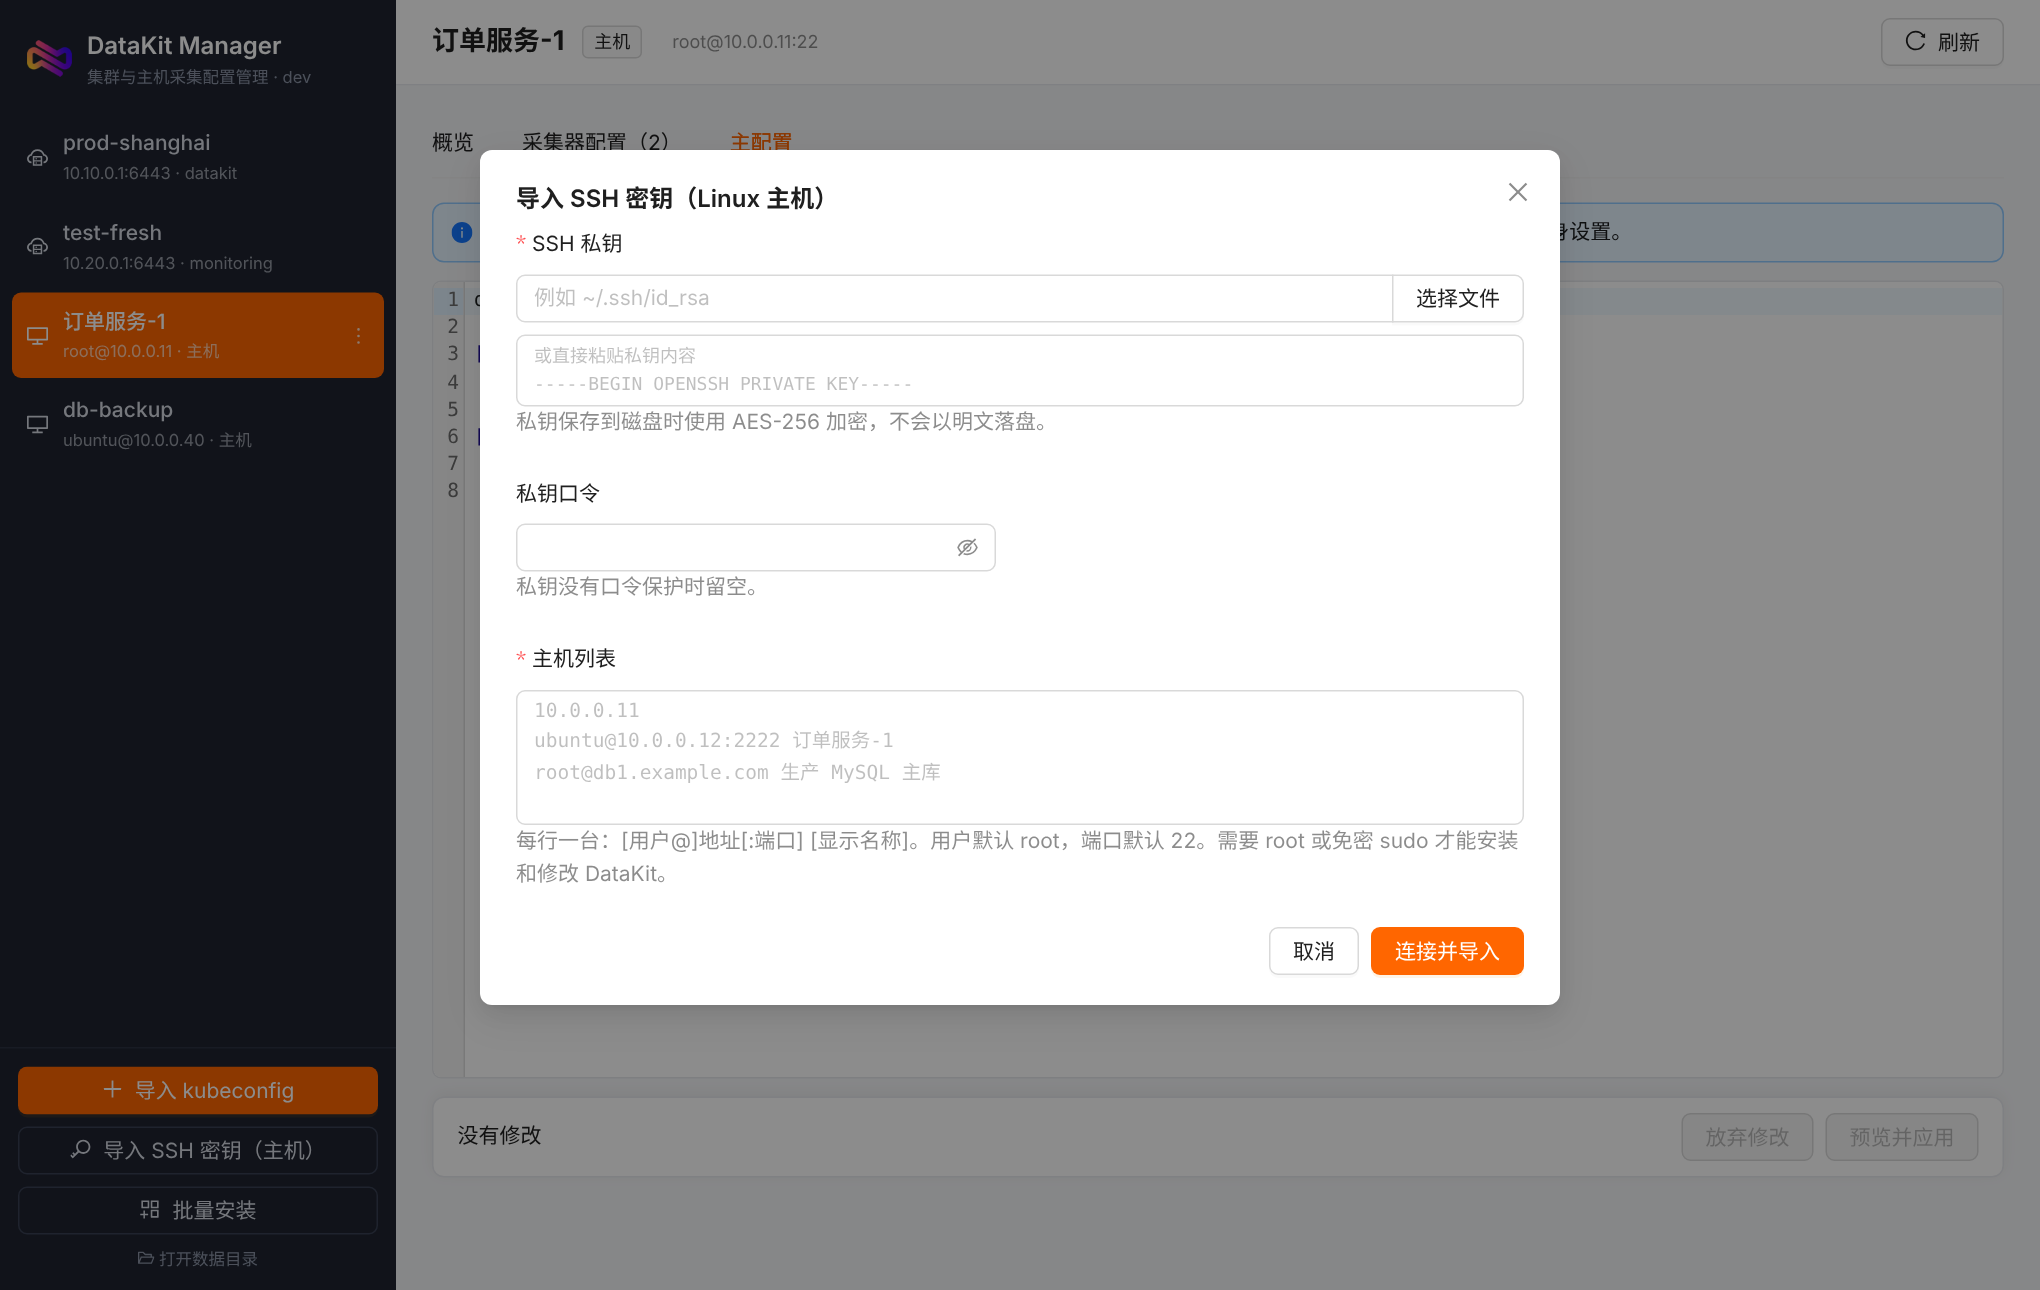 DataKit Manager
集群与主机采集配置管理 · dev
prod-shanghai
10.10.0.1:6443 · datakit
test-fresh
10.20.0.1:6443 · monitoring
订单服务-1
root@10.0.0.11 · 主机
db-backup
ubuntu@10.0.0.40 · 主机
导入 kubeconfig
导入 SSH 密钥（主机）
批量安装
打开数据目录
订单服务-1
主机
root@10.0.0.11:22
刷新
概览
采集器配置（2）
主配置
设置。
1
2
3
4
5
6
7
8
导入 SSH 密钥（Linux 主机）
* SSH 私钥
例如 ~/.ssh/id_rsa
选择文件
或直接粘贴私钥内容
-----BEGIN OPENSSH PRIVATE KEY-----
私钥保存到磁盘时使用 AES-256 加密，不会以明文落盘。
私钥口令
私钥没有口令保护时留空。
* 主机列表
10.0.0.11
ubuntu@10.0.0.12:2222 订单服务-1
root@db1.example.com 生产 MySQL 主库
每行一台：[用户@]地址[:端口] [显示名称]。用户默认 root，端口默认 22。需要 root 或免密 sudo 才能安装
和修改 DataKit。
取消
连接并导入
没有修改
放弃修改
预览并应用